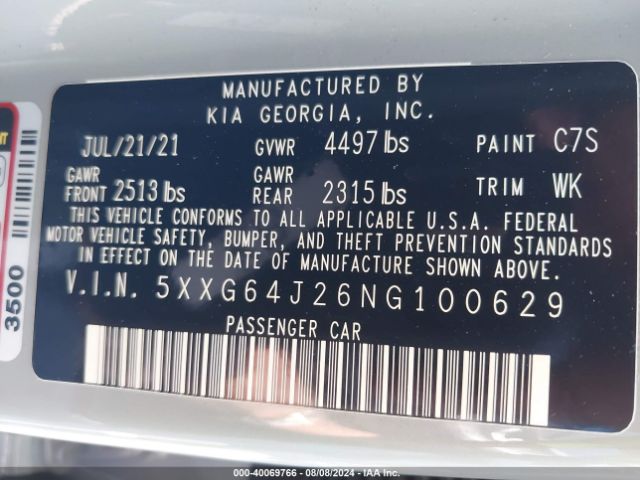 MANUFACTURED BY
KIA GEORGIA, INC.
JUL/21/21 GVWR 4497 lbs PAINT C7S
GAWR FRONT 2513 lbs GAWR REAR 2315 lbs TRIM WK
THIS VEHICLE CONFORMS TO ALL APPLICABLE U.S.A. FEDERAL
MOTOR VEHICLE SAFETY, BUMPER, AND THEFT PREVENTION STANDARDS
IN EFFECT ON THE DATE OF MANUFACTURE SHOWN ABOVE.
V.I.N. 5XXG64J26NG100629
PASSENGER CAR
3500
000-40069766 - 08/08/2024 - IAA Inc.